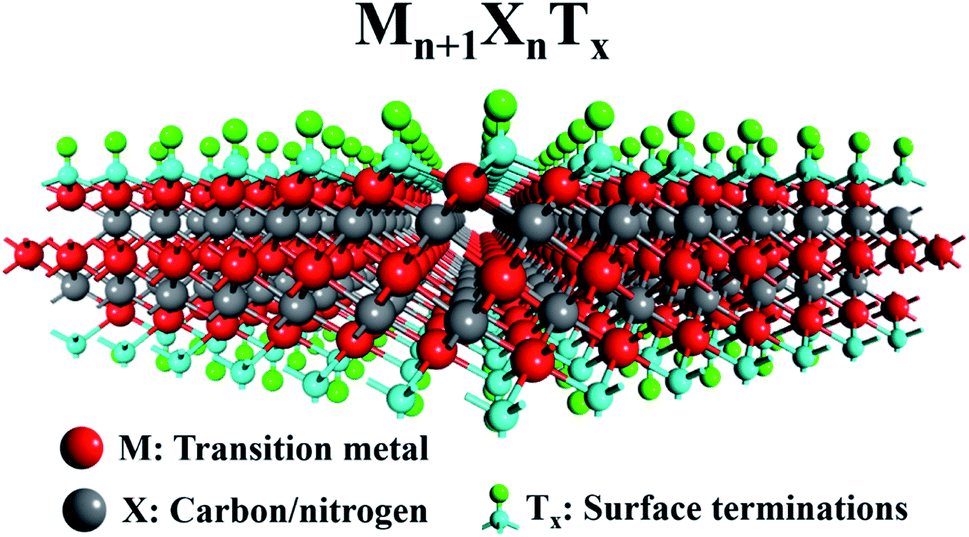 Mn+1XnTx
M: Transition metal
X: Carbon/nitrogen
Tx: Surface terminations